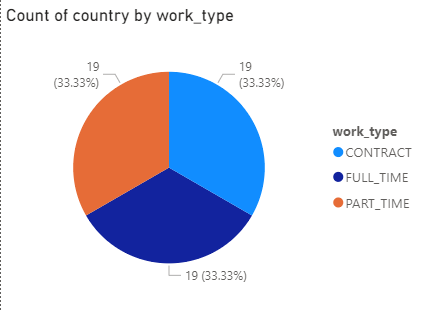 Count of country by work_type
19
(33.33%)
19
(33.33%)
19 (33.33%)
work_type
CONTRACT
FULL_TIME
PART_TIME